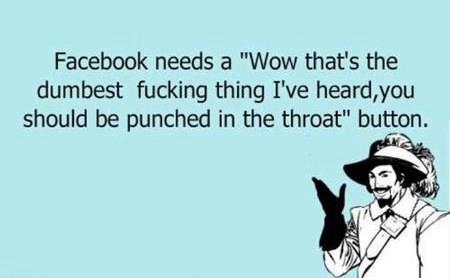 Facebook needs a "Wow that's the
dumbest fucking thing I've heard,you
should be punched in the throat" button.